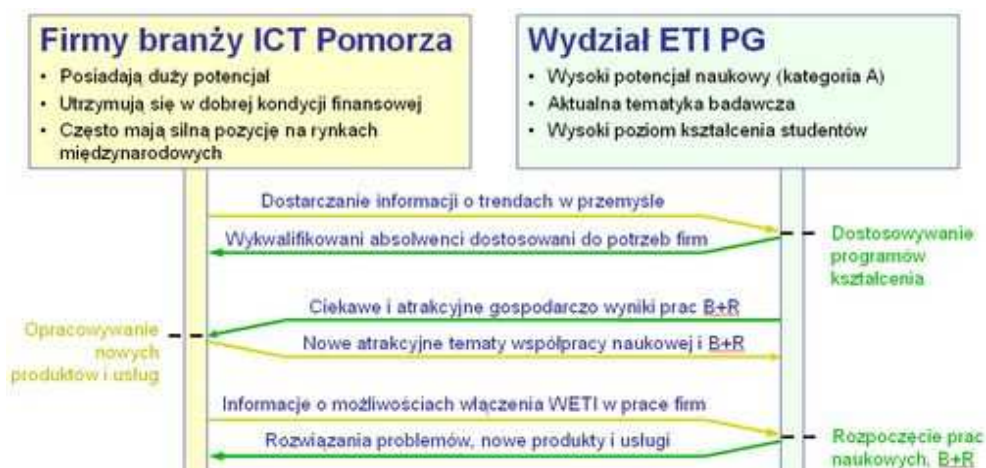 Firmy branży ICT Pomorza
• Posiadają duży potencjał
• Utrzymują się w dobrej kondycji finansowej
• Często mają silną pozycję na rynkach
międzynarodowych
Wydział ETI PG
• Wysoki potencjał naukowy (kategoria A)
• Aktualna tematyka badawcza
• Wysoki poziom kształcenia studentów
Dostarczanie informacji o trendach w przemyśle
Wykwalifikowani absolwenci dostosowani do potrzeb firm
Dostosowywanie
programów
kształcenia
Ciekawe i atrakcyjne gospodarczo wyniki prac B+R
Opracowywanie
nowych
produktów i usług
Nowe atrakcyjne tematy współpracy naukowej i B+R
Informacje o możliwościach włączenia WETI w prace firm
Rozwiązania problemów, nowe produkty i usługi
Rozpoczęcie prac
naukowych, B+R